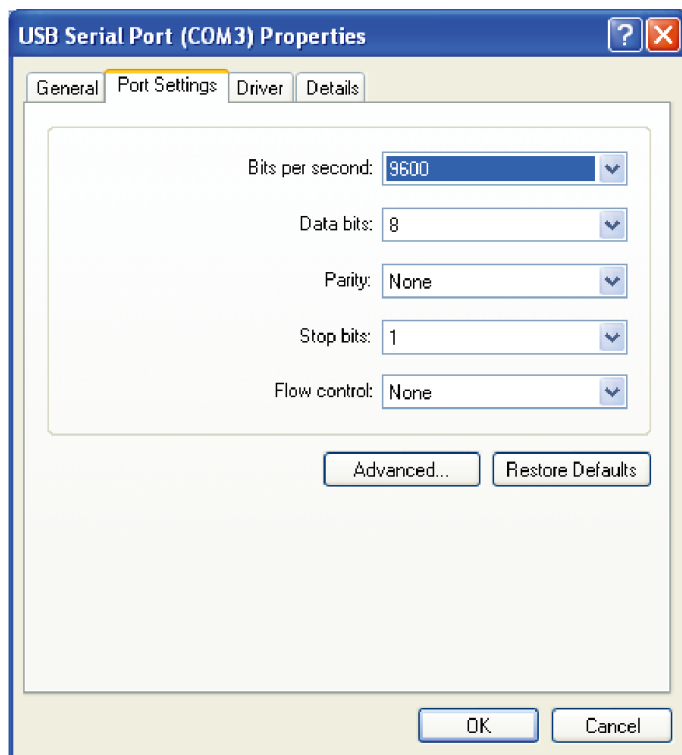 USB Serial Port (COM3) Properties
General Port Settings Driver Details
Bits per second: 9600
Data bits: 8
Parity: None
Stop bits: 1
Flow control: None
Advanced... Restore Defaults
OK Cancel